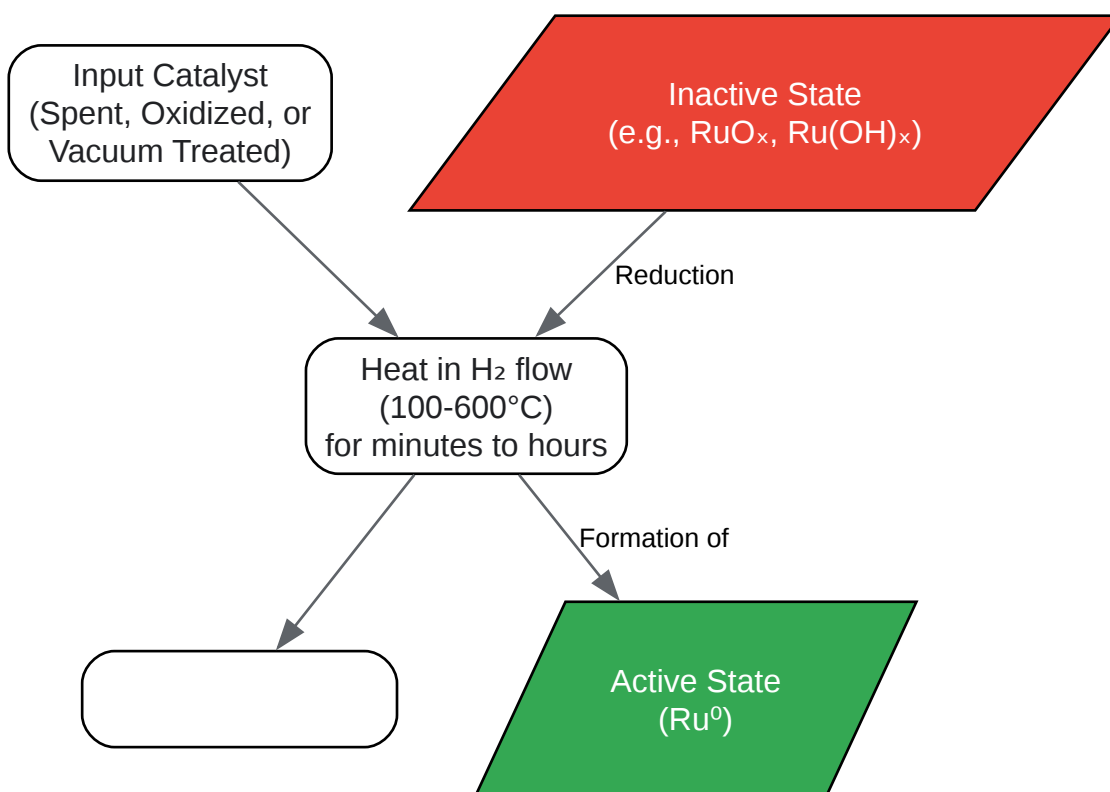 Input Catalyst
(Spent, Oxidized, or
Vacuum Treated)
Inactive State
(e.g., RuOₓ, Ru(OH)ₓ)
Reduction
Heat in H₂ flow
(100-600°C)
for minutes to hours
Formation of
Active State
(Ru⁰)